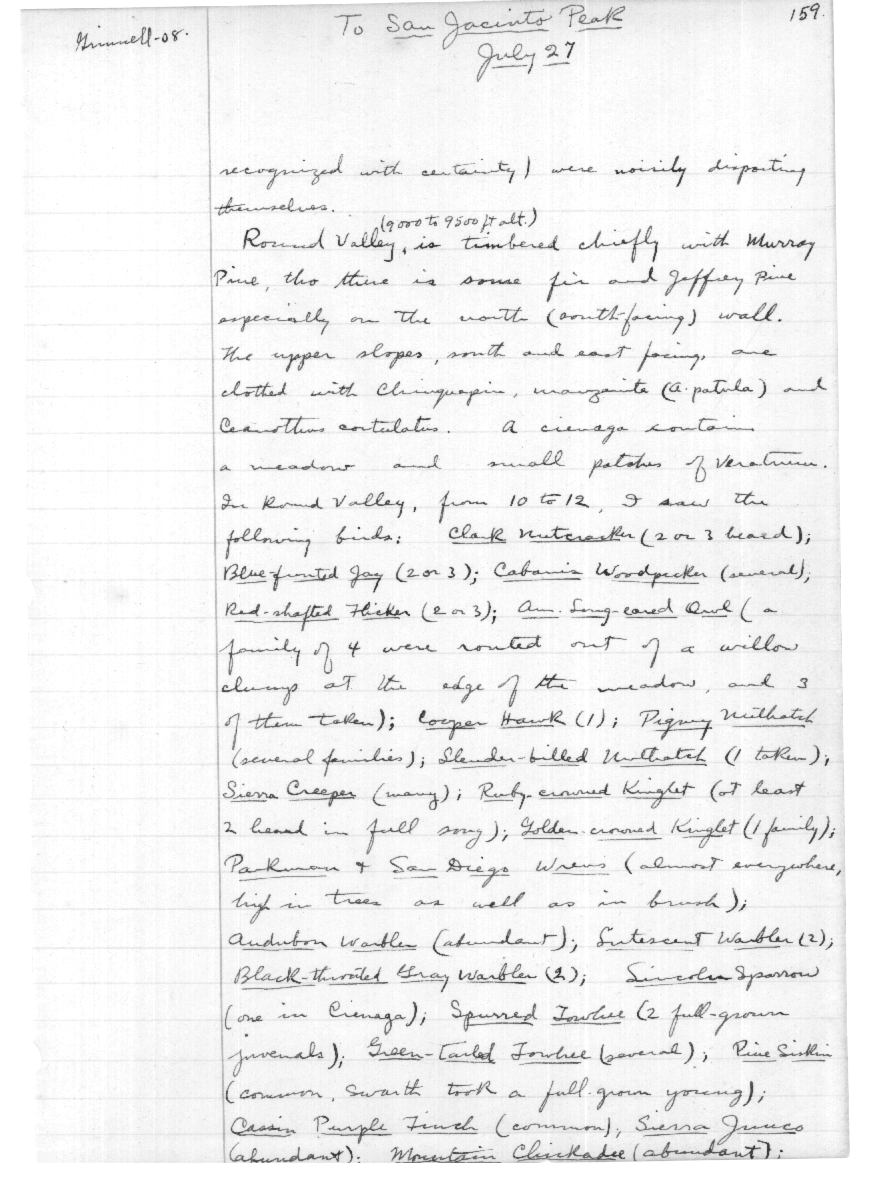 Grinnell-08.
To San Jacinto Peak
159.
July 27
recognized with certainty) were noisily disporting
themselves.
(9000 to 9500 ft alt.)
Round Valley, is timbered chiefly with Murray
Pine, tho there is some fir and Jeffrey Pine
especially on the north (south-facing) wall.
The upper slopes, south and east facing, are
clothed with Chinquapin, manzanita (A. patula) and
Ceanothus cortulatus. A cienaga contains
a meadow and small patches of Veratrum.
In Round Valley, from 10 to 12, I saw the
following birds: Clark Nutcracker (2 or 3 heard);
Blue-fronted Jay (2 or 3); Cabanis Woodpecker (several);
Red-shafted Flicker (2 or 3); Am. Long-eared Owl (a
family of 4 were routed out of a willow
clump at the edge of the meadow, and 3
of them taken); Cooper Hawk (1); Pigmy Nuthatch
(several families); Slender-billed Nuthatch (1 taken);
Sierra Creeper (many); Ruby-crowned Kinglet (at least
2 heard in full song); Golden-crowned Kinglet (1 family);
Parkman & San Diego Wrens (almost everywhere,
high in trees as well as in brush);
Audubon Warbler (abundant); Lutescent Warbler (2);
Black-throated Gray Warbler (2); Lincoln Sparrow
(one in Cienaga); Spurred Towhee (2 full-grown
juvenals); Green-tailed Towhee (several); Pine Siskin
(common, Swarth took a full-grown young);
Cassin Purple Finch (common); Sierra Junco
(abundant); Mountain Chickadee (abundant);